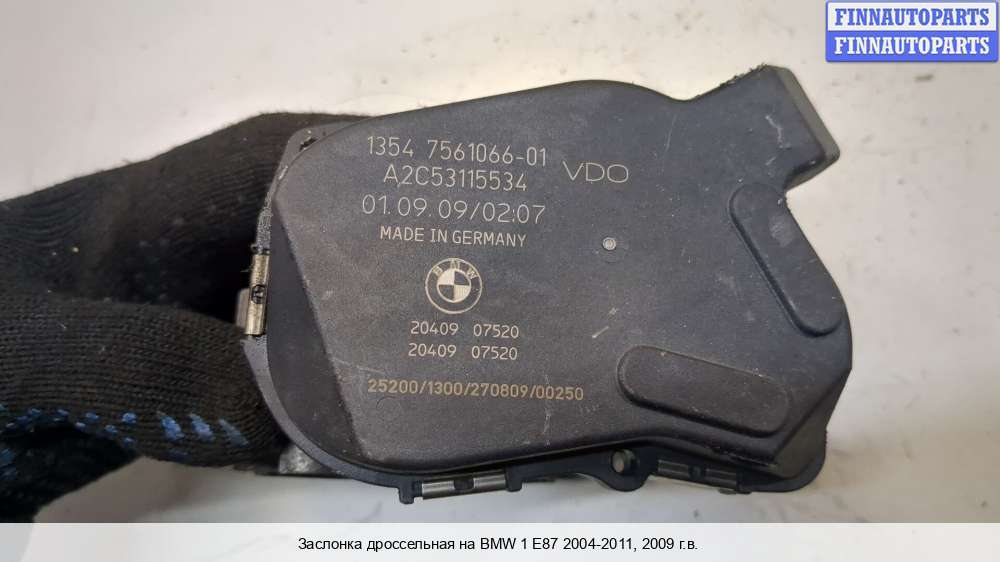 FINNAUTOPARTS
FINNAUTOPARTS
1354 7561066-01
VDO
A2C53115534
01.09.09/02:07
MADE IN GERMANY
BMW
20409 07520
20409 07520
25200/1300/270809/00250
Заслонка дроссельная на BMW 1 E87 2004-2011, 2009 г.в.